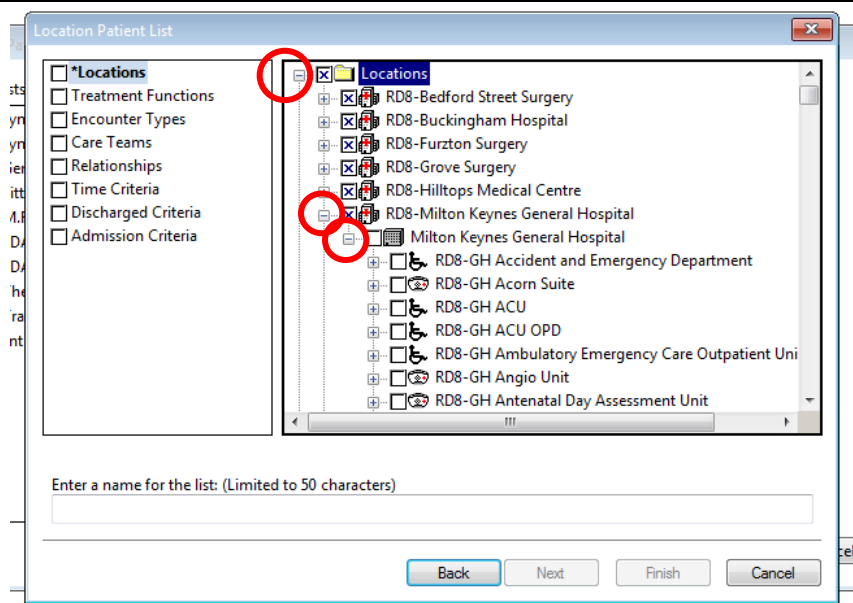 Location Patient List
*Locations
Treatment Functions
Encounter Types
Care Teams
Relationships
Time Criteria
Discharged Criteria
Admission Criteria
Locations
RD8-Bedford Street Surgery
RD8-Buckingham Hospital
RD8-Furzton Surgery
RD8-Grove Surgery
RD8-Hilltops Medical Centre
RD8-Milton Keynes General Hospital
Milton Keynes General Hospital
RD8-GH Accident and Emergency Department
RD8-GH Acorn Suite
RD8-GH ACU
RD8-GH ACU OPD
RD8-GH Ambulatory Emergency Care Outpatient Uni
RD8-GH Angio Unit
RD8-GH Antenatal Day Assessment Unit
Enter a name for the list: (Limited to 50 characters)
Back Next Finish Cancel